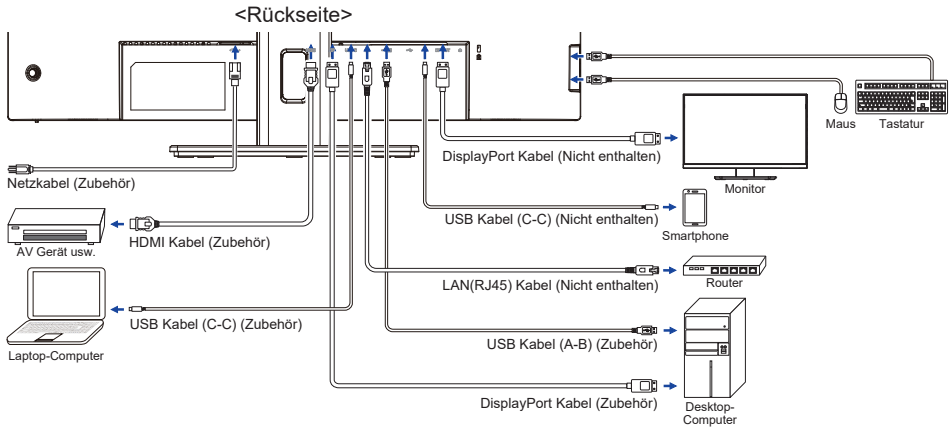 <Rückseite>
Maus
Tastatur
DisplayPort Kabel (Nicht enthalten)
Monitor
Netzkabel (Zubehör)
USB Kabel (C-C) (Nicht enthalten)
Smartphone
HDMI Kabel (Zubehör)
AV Gerät usw.
LAN(RJ45) Kabel (Nicht enthalten)
Router
USB Kabel (C-C) (Zubehör)
USB Kabel (A-B) (Zubehör)
Laptop-Computer
DisplayPort Kabel (Zubehör)
Desktop-
Computer